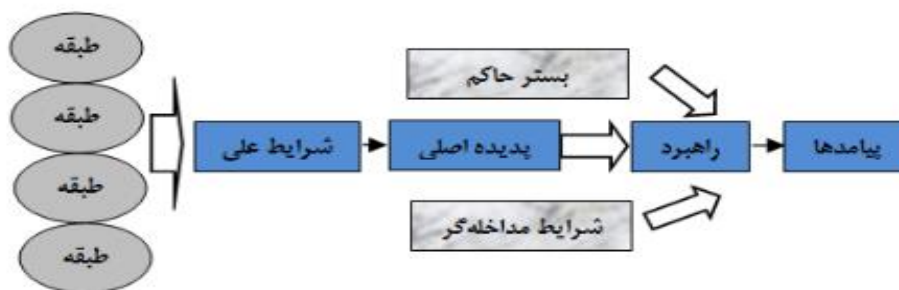 طبقه
طبقه
طبقه
طبقه
بستر حاکم
شرایط علی
پدیده اصلی
راهبرد
پیامدها
شرایط مداخله‌گر